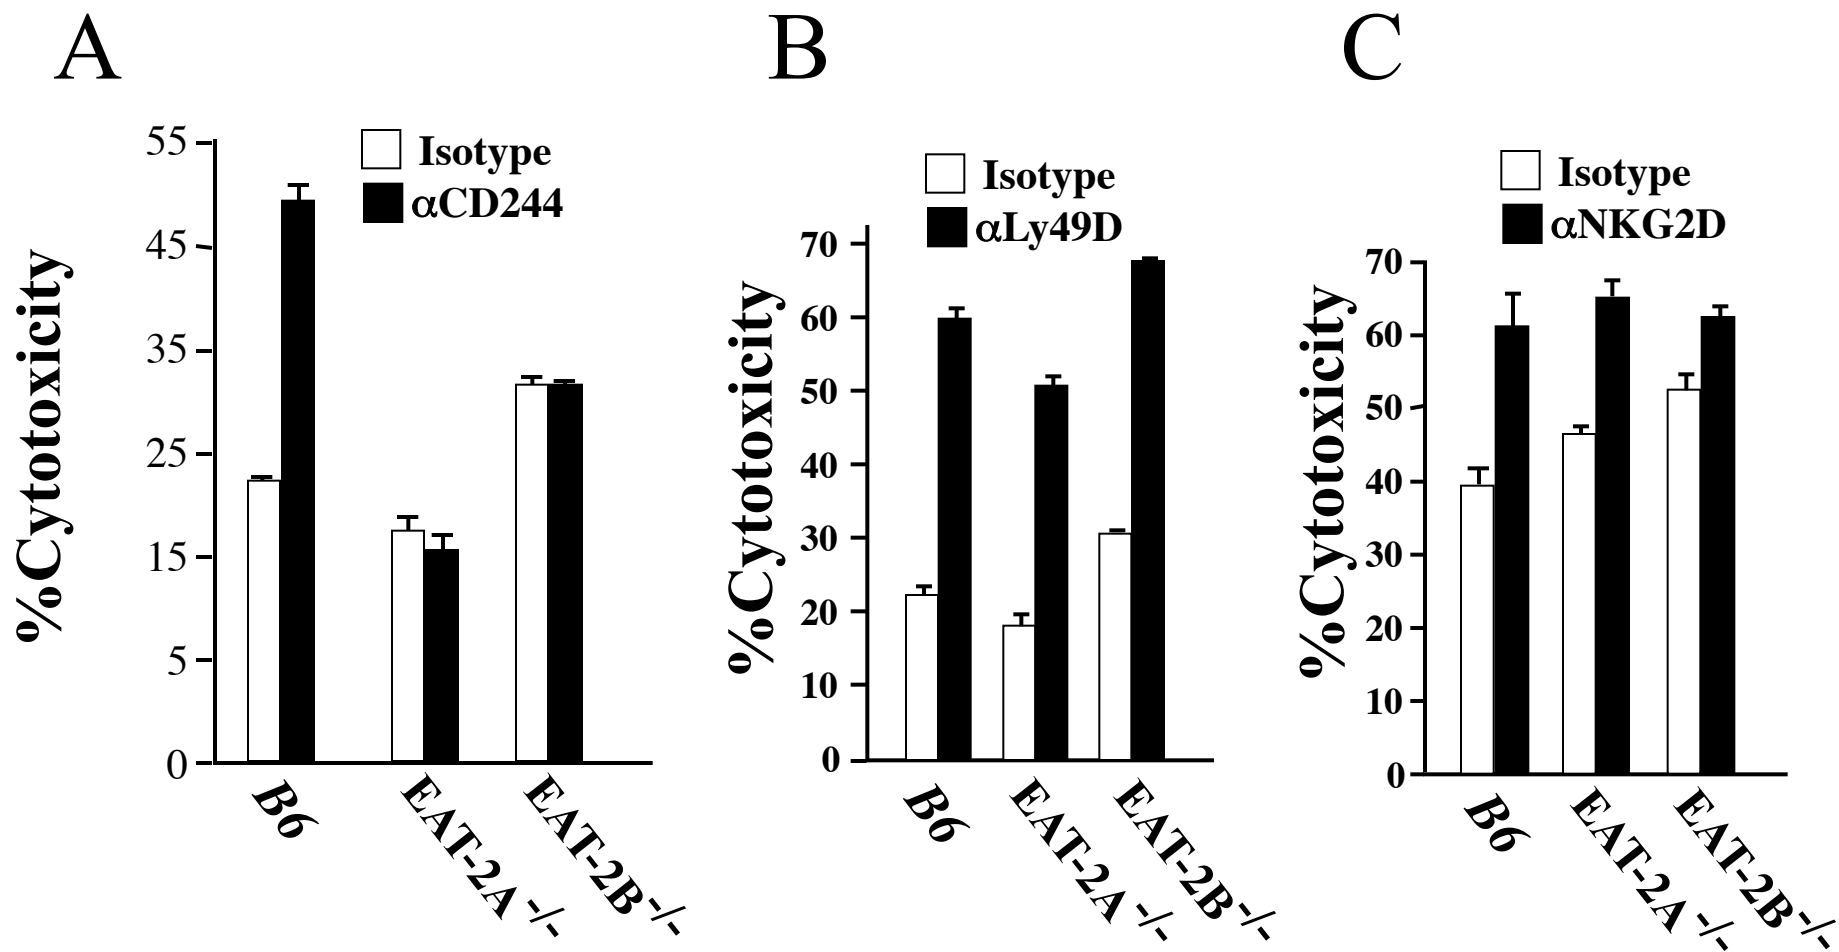 A
B
C
Isotype
αCD244
%Cytotoxicity
55
45
35
25
15
5
0
B6
EAT-2A -/-
EAT-2B -/-
Isotype
αLy49D
%Cytotoxicity
70
60
50
40
30
20
10
0
B6
EAT-2A -/-
EAT-2B -/-
Isotype
αNKG2D
%Cytotoxicity
70
60
50
40
30
20
10
0
B6
EAT-2A -/-
EAT-2B -/-